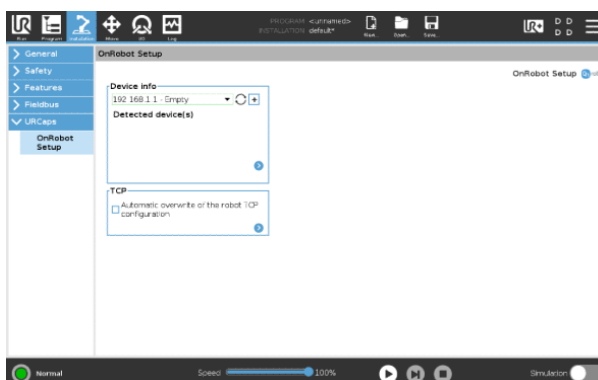 UR
Run
Program
Installation
Move
I/O
Log
PROGRAM <unnamed>
INSTALLATION default*
New...
Open...
Save...
UR+
D D
D D
General
Safety
Features
Fieldbus
URCaps
OnRobot
Setup
OnRobot Setup
OnRobot Setup
Device info
192.168.1.1 - Empty
Detected device(s)
TCP
Automatic overwrite of the robot TCP
configuration
Normal
Speed
100%
Simulation